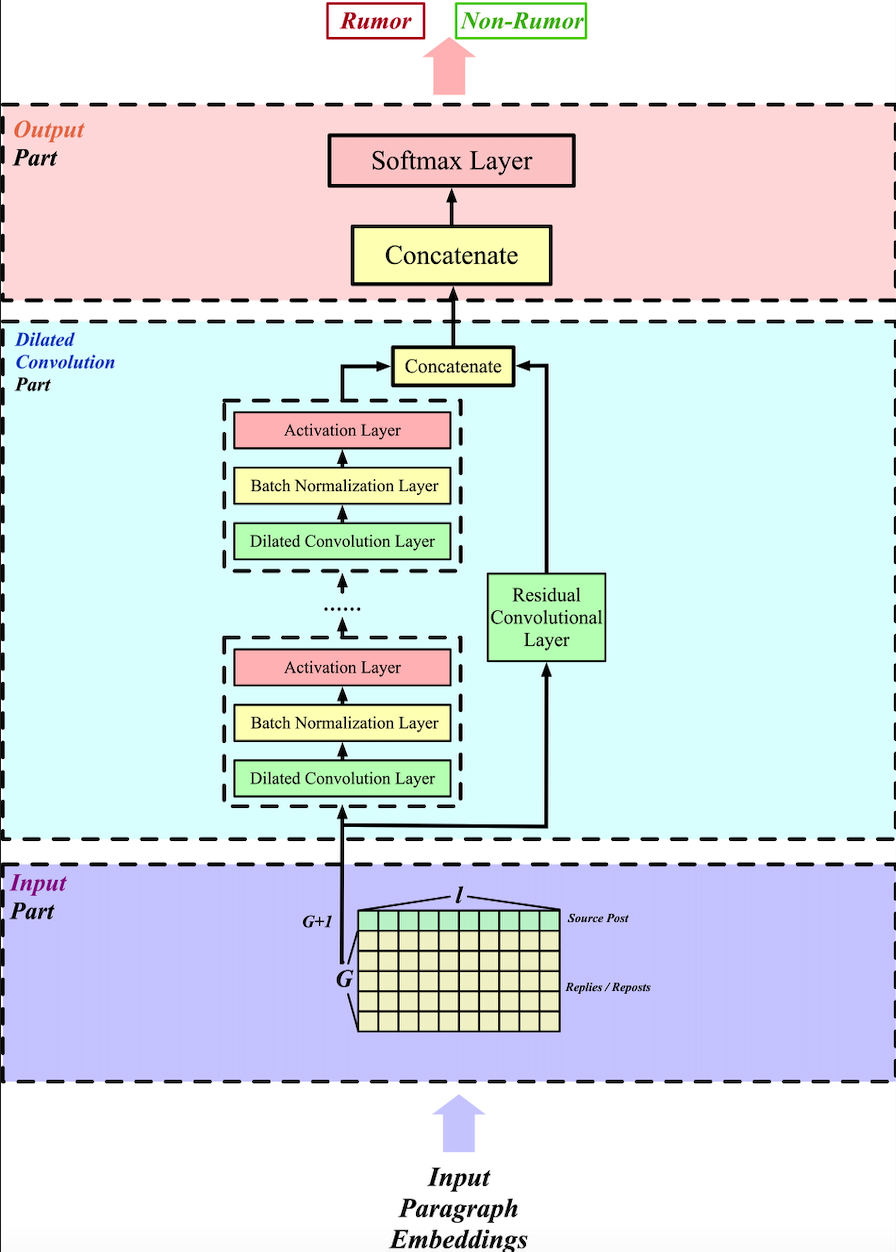 Rumor Non-Rumor
Output
Part
Softmax Layer
Concatenate
Dilated
Convolution
Part
Concatenate
Activation Layer
Batch Normalization Layer
Dilated Convolution Layer
......
Residual
Convolutional
Layer
Activation Layer
Batch Normalization Layer
Dilated Convolution Layer
Input
Part
l
G+1
Source Post
G
Replies / Reposts
Input
Paragraph
Embeddings